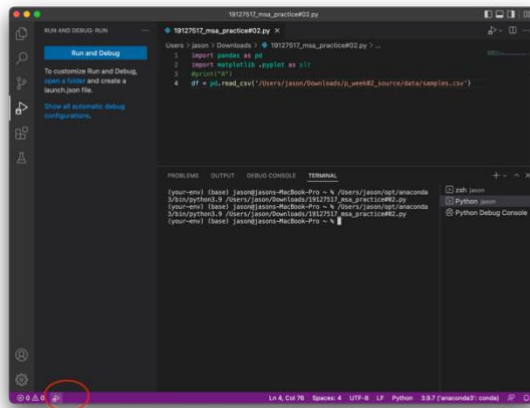 19127517_msa_practice#02.py
RUN AND DEBUG: RUN
Run and Debug
To customize Run and Debug,
open a folder and create a
launch.json file.
Show all automatic debug
configurations.
19127517_msa_practice#02.py
Users > jason > Downloads > 19127517_msa_practice#02.py > ...
1 import pandas as pd
2 import matplotlib .pyplot as plt
3 #print("A")
4 df = pd.read_csv('/Users/jason/Downloads/p_week#2_source/data/samples.csv')
PROBLEMS OUTPUT DEBUG CONSOLE TERMINAL
(your-env) (base) jason@jasons-MacBook-Pro ~ % /Users/jason/opt/anaconda
3/bin/python3.9 /Users/jason/Downloads/19127517_msa_practice#02.py
(your-env) (base) jason@jasons-MacBook-Pro ~ % /Users/jason/opt/anaconda
3/bin/python3.9 /Users/jason/Downloads/19127517_msa_practice#02.py
(your-env) (base) jason@jasons-MacBook-Pro ~ %
zsh jason
Python jason
Python Debug Console
0 0 Ln 4, Col 76 Spaces: 4 UTF-8 LF Python 3.9.7 ('anaconda3': conda)